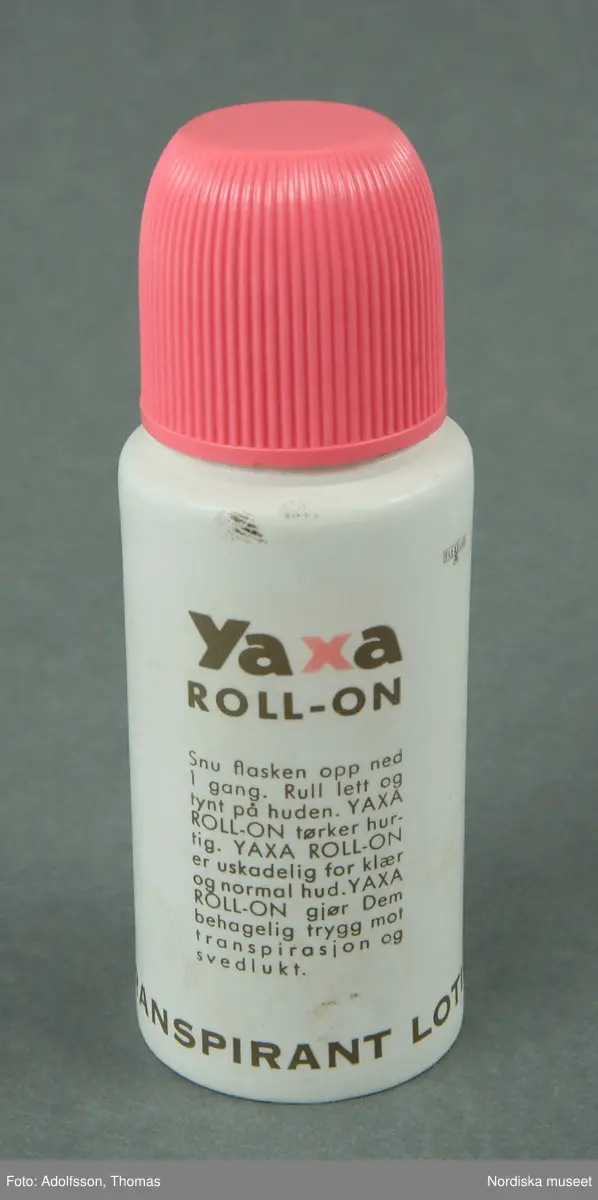 Yaxa
ROLL-ON
Snu flasken opp ned
1 gang. Rull lett og
tynt på huden. YAXA
ROLL-ON tørker hur-
tig. YAXA ROLL-ON
er uskadelig for klær
og normal hud. YAXA
ROLL-ON gjør Dem
behagelig trygg mot
transpirasjon og
svedlukt.
RANSPIRANT LOTI
Foto: Adolfsson, Thomas
Nordiska museet